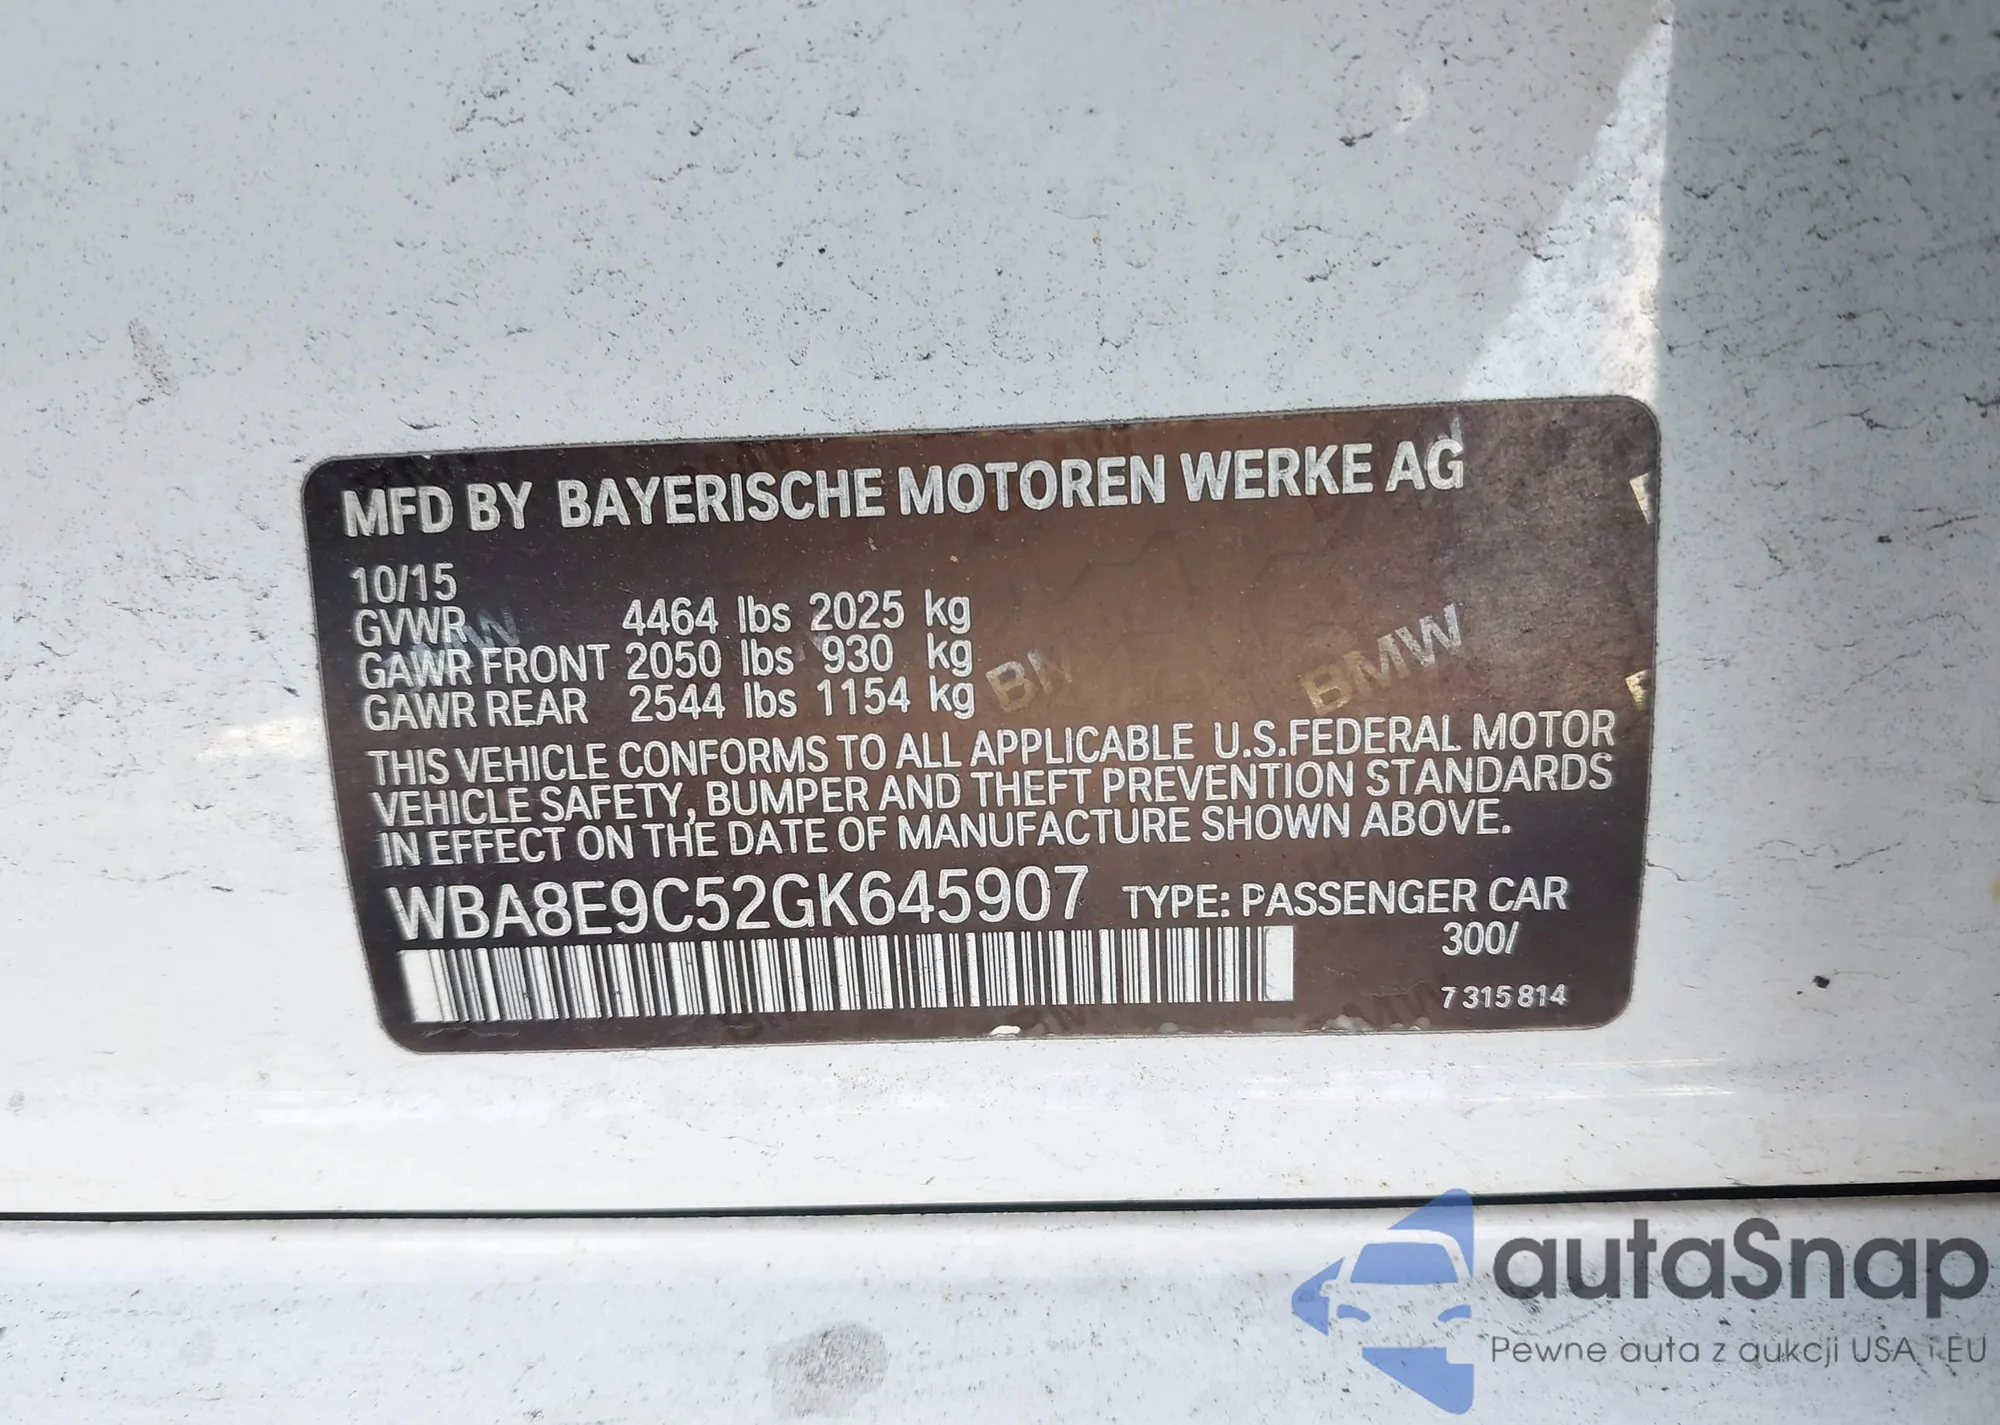 MFD BY BAYERISCHE MOTOREN WERKE AG
10/15
GVWR 4464 lbs 2025 kg
GAWR FRONT 2050 lbs 930 kg
GAWR REAR 2544 lbs 1154 kg
BMW
THIS VEHICLE CONFORMS TO ALL APPLICABLE U.S.FEDERAL MOTOR
VEHICLE SAFETY, BUMPER AND THEFT PREVENTION STANDARDS
IN EFFECT ON THE DATE OF MANUFACTURE SHOWN ABOVE.
WBA8E9C52GK645907 TYPE: PASSENGER CAR
300/
7 315 814
autaSnap
Pewne auta z aukcji USA i EU